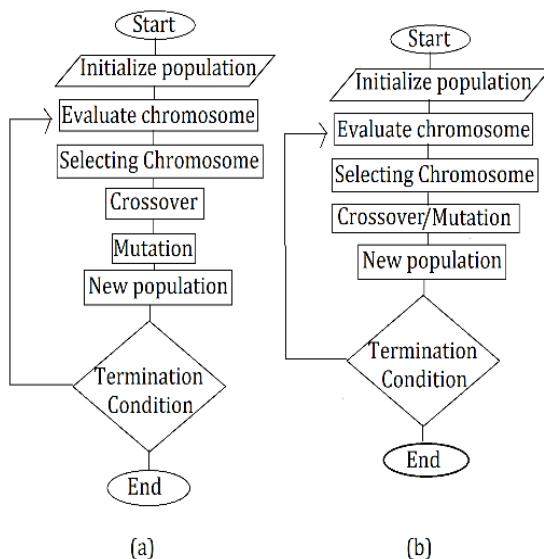 Start
Initialize population
Evaluate chromosome
Selecting Chromosome
Crossover
Mutation
New population
Termination
Condition
End
(a)
Start
Initialize population
Evaluate chromosome
Selecting Chromosome
Crossover/Mutation
New population
Termination
Condition
End
(b)